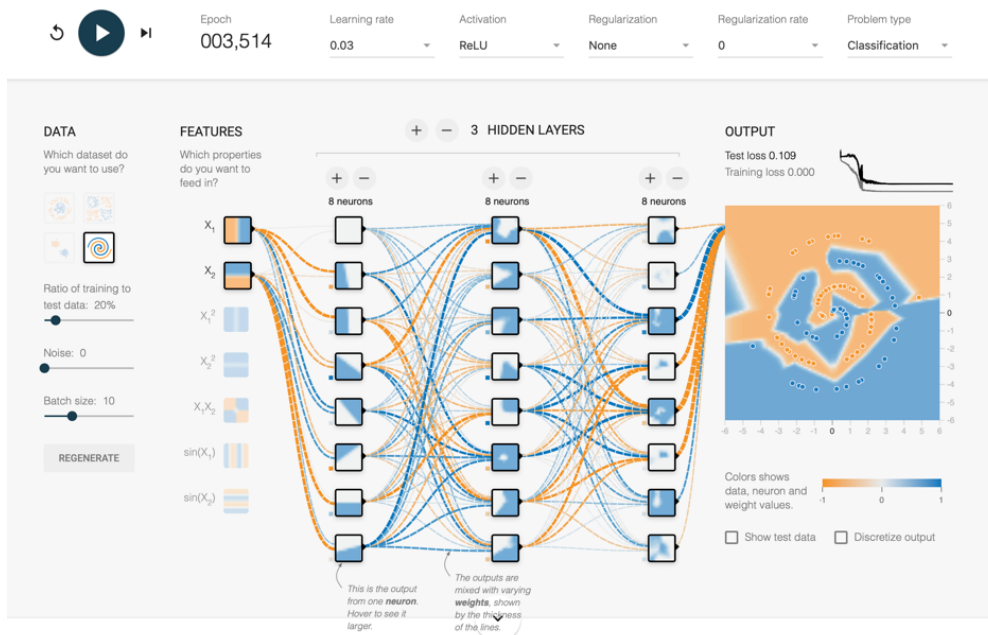 Epoch
003,514
Learning rate
0.03
Activation
ReLU
Regularization
None
Regularization rate
0
Problem type
Classification
DATA
Which dataset do
you want to use?
Ratio of training to
test data: 20%
Noise: 0
Batch size: 10
REGENERATE
FEATURES
Which properties
do you want to
feed in?
X₁
X₂
X₁²
X₂²
X₁X₂
sin(X₁)
sin(X₂)
+ − 3 HIDDEN LAYERS
+ −
8 neurons
+ −
8 neurons
+ −
8 neurons
This is the output
from one neuron.
Hover to see it
larger.
The outputs are
mixed with varying
weights, shown
by the thickness
of the lines.
OUTPUT
Test loss 0.109
Training loss 0.000
6
5
4
3
2
1
0
-1
-2
-3
-4
-5
-6
-6 -5 -4 -3 -2 -1 0 1 2 3 4 5 6
Colors shows
data, neuron and
weight values.
-1 0 1
Show test data
Discretize output